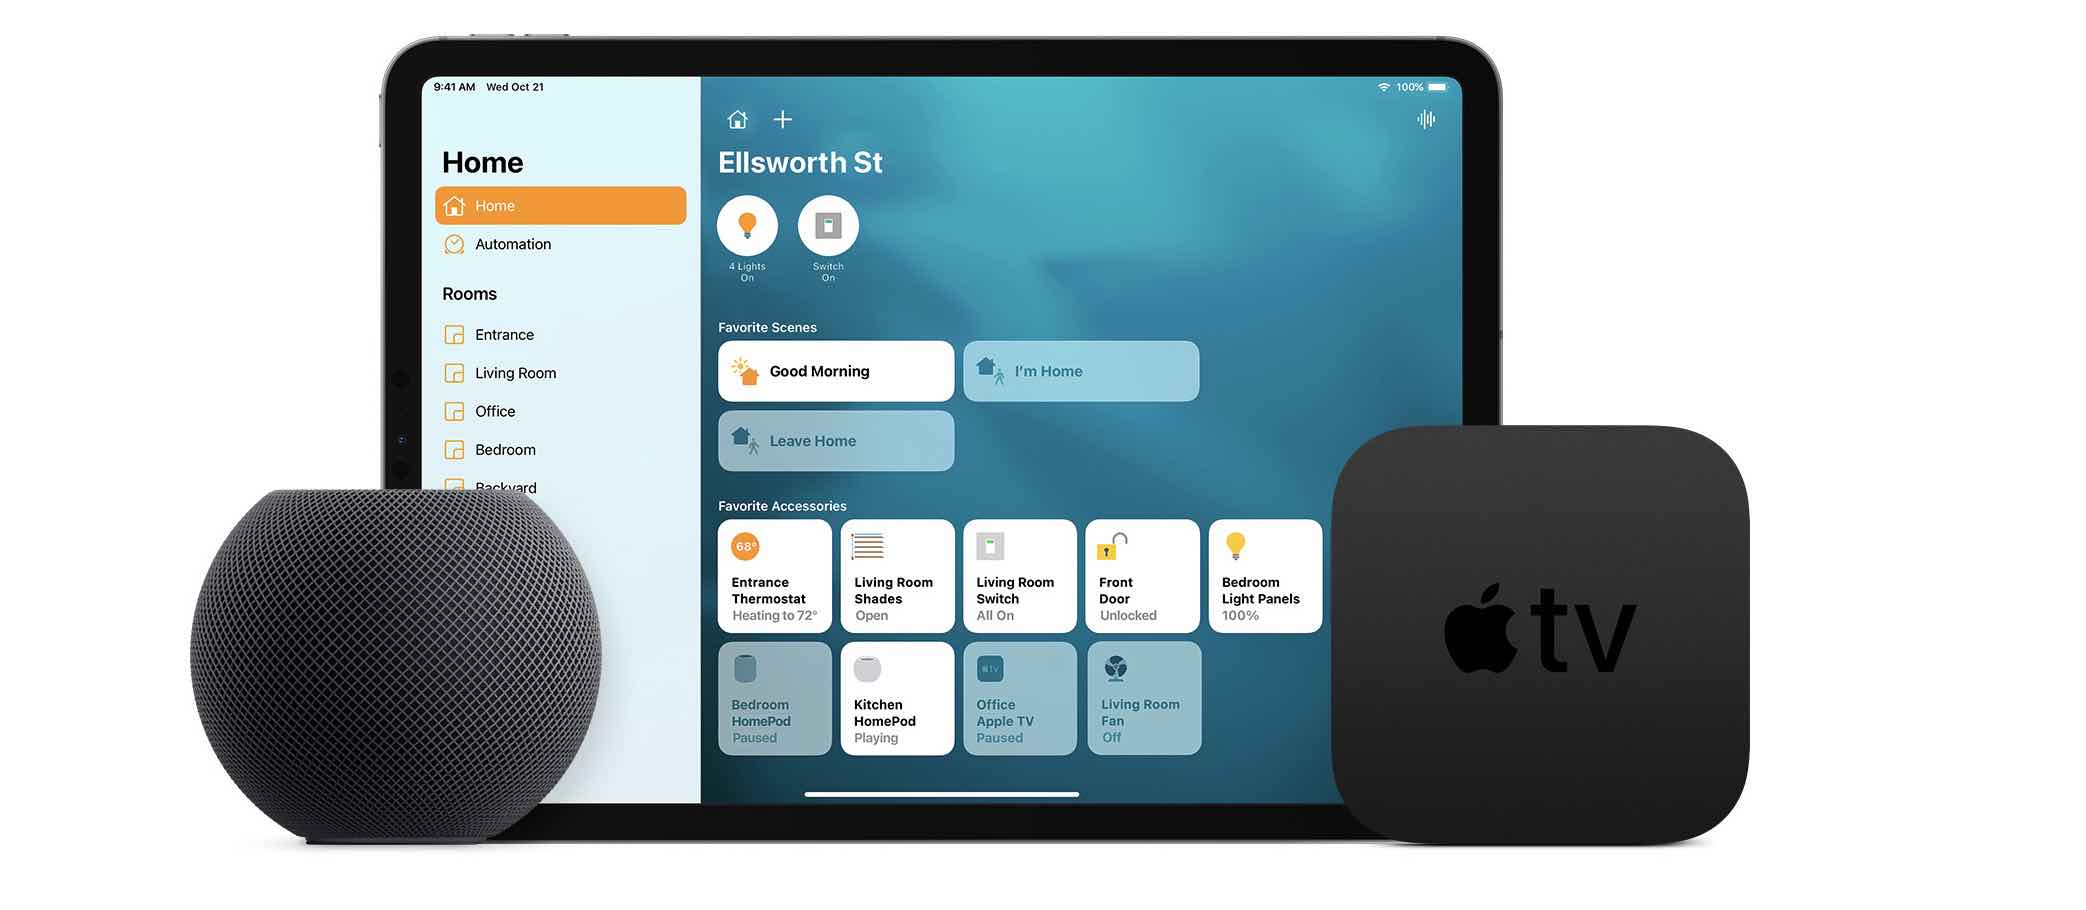 9:41 AM Wed Oct 21
100%
Home
Home
Automation
Rooms
Entrance
Living Room
Office
Bedroom
Backyard
Ellsworth St
4 Lights
On
Switch
On
Favorite Scenes
Good Morning
I'm Home
Leave Home
Favorite Accessories
68°
Entrance
Thermostat
Heating to 72°
Living Room
Shades
Open
Living Room
Switch
All On
Front
Door
Unlocked
Bedroom
Light Panels
100%
Bedroom
HomePod
Paused
Kitchen
HomePod
Playing
tv
Office
Apple TV
Paused
Living Room
Fan
Off
tv